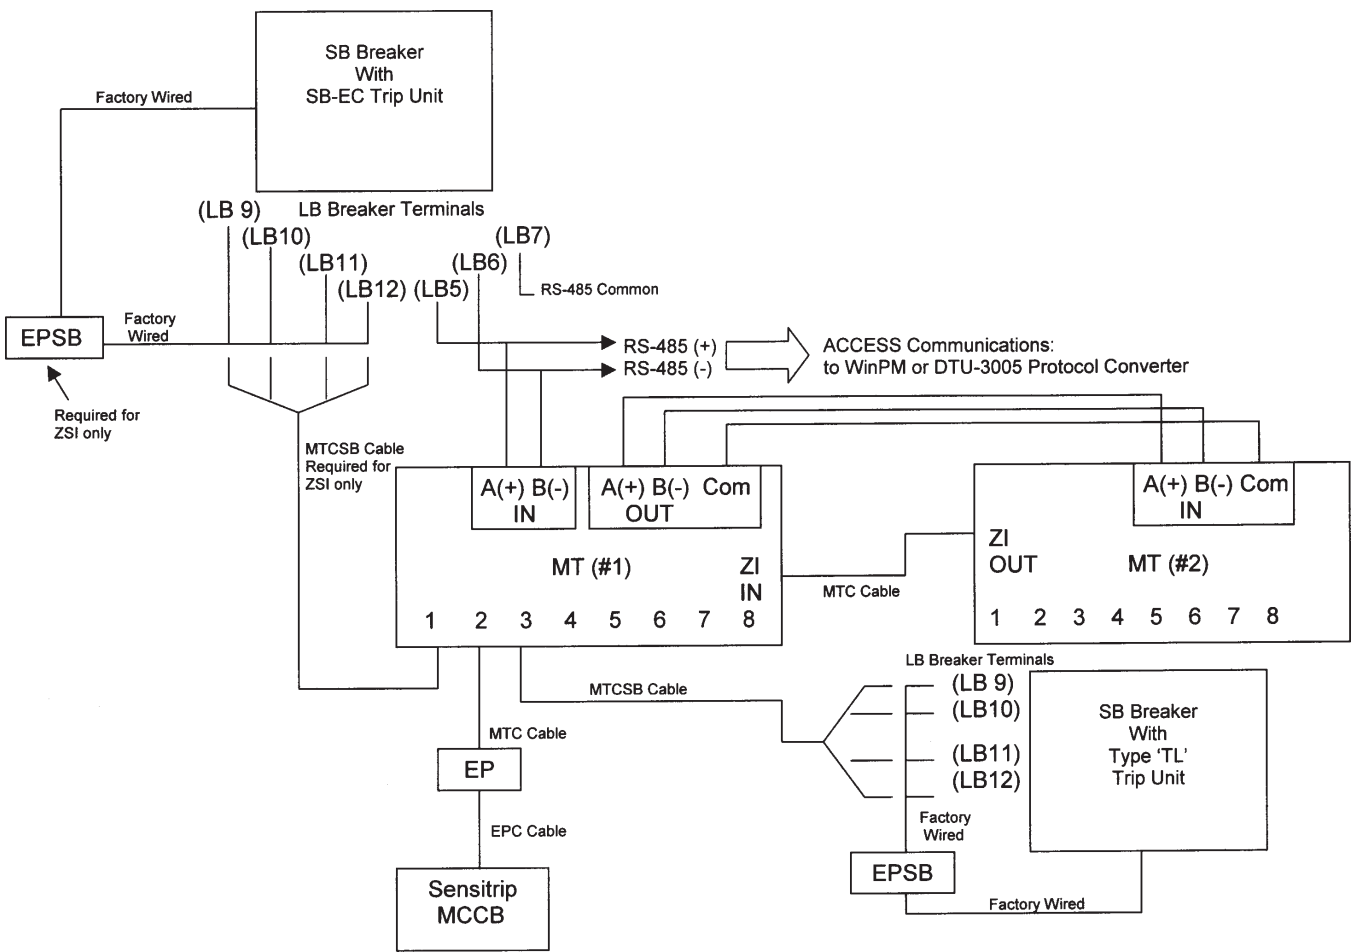 SB Breaker
With
SB-EC Trip Unit
Factory Wired
(LB 9)
LB Breaker Terminals
(LB10)
(LB7)
(LB11)
(LB6)
(LB12)
(LB5)
RS-485 Common
EPSB
Factory
Wired
RS-485 (+)
RS-485 (-)
ACCESS Communications:
to WinPM or DTU-3005 Protocol Converter
Required for
ZSI only
MTCSB Cable
Required for
ZSI only
A(+) B(-)
IN
A(+) B(-) Com
OUT
MT (#1)
ZI
IN
1 2 3 4 5 6 7 8
MTC Cable
A(+) B(-) Com
IN
ZI
OUT
MT (#2)
1 2 3 4 5 6 7 8
MTCSB Cable
LB Breaker Terminals
(LB 9)
(LB10)
(LB11)
(LB12)
SB Breaker
With
Type ‘TL’
Trip Unit
MTC Cable
EP
EPC Cable
Sensitrip
MCCB
Factory
Wired
EPSB
Factory Wired